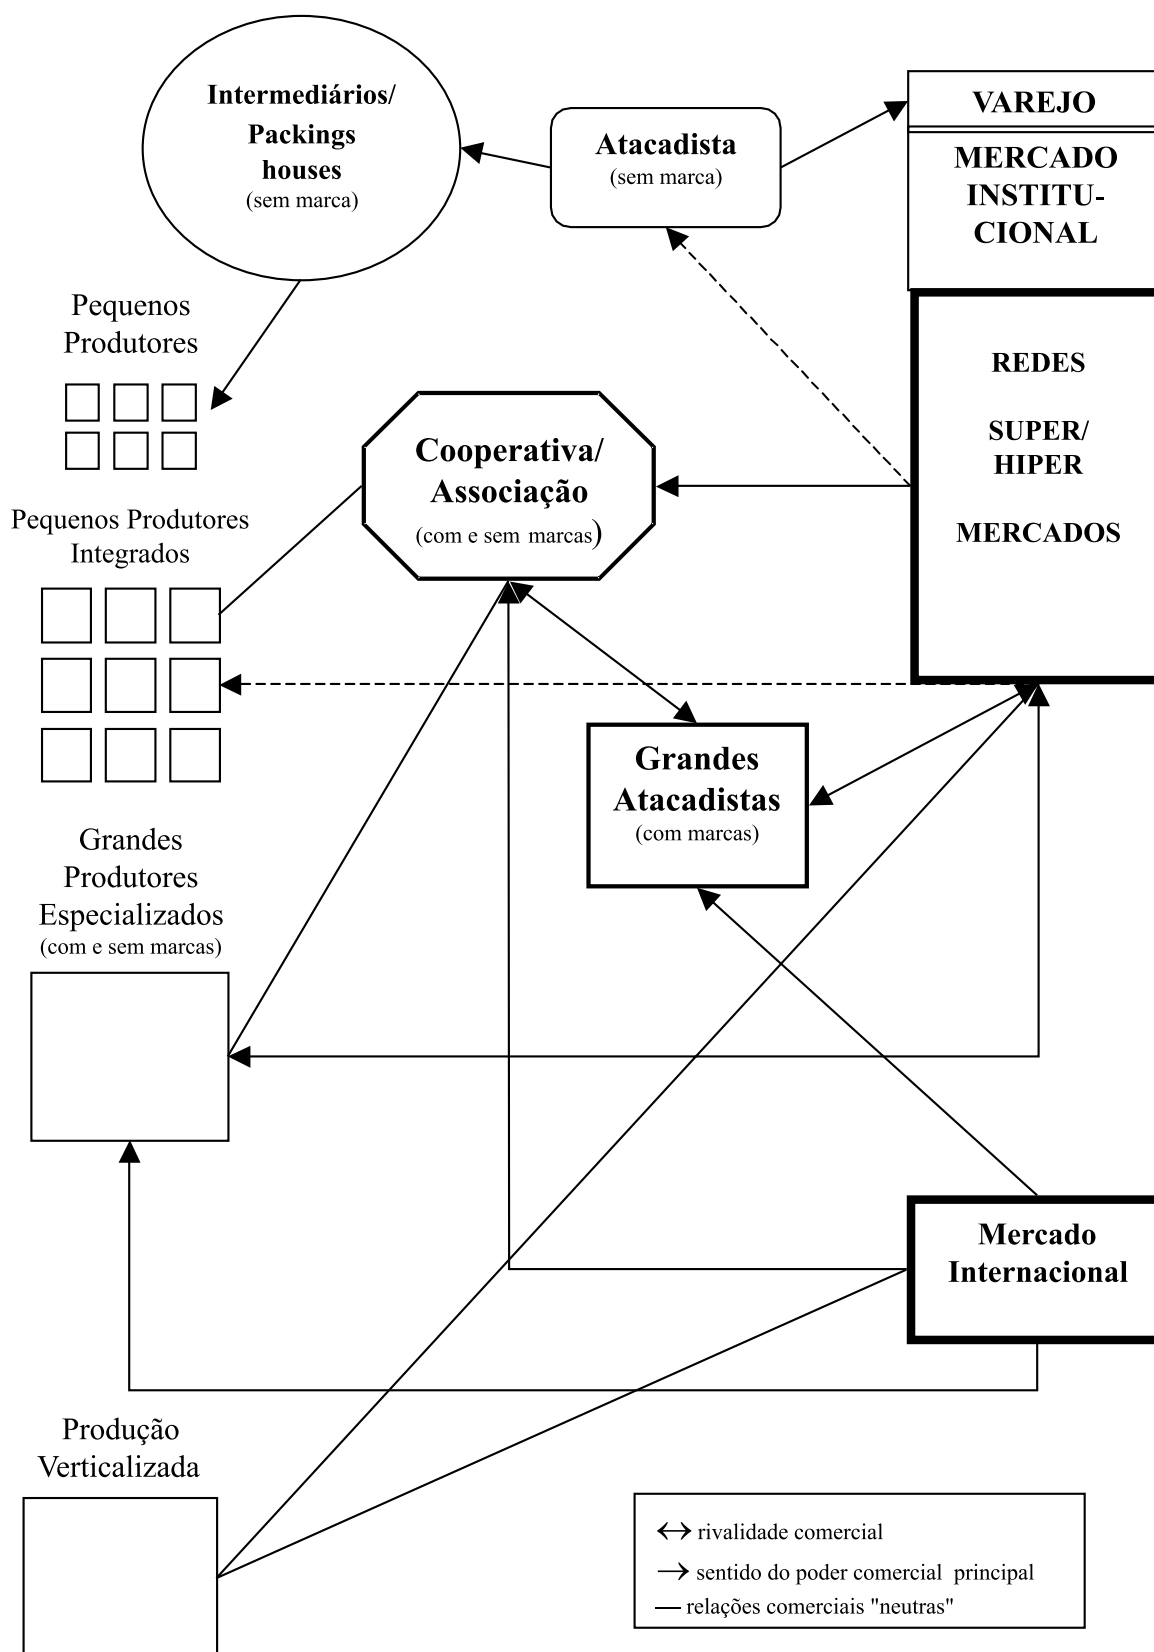 Intermediários/
Packings
houses
(sem marca)
Atacadista
(sem marca)
VAREJO
MERCADO
INSTITU-
CIONAL
REDES
SUPER/
HIPER
MERCADOS
Pequenos
Produtores
Cooperativa/
Associação
(com e sem marcas)
Pequenos Produtores
Integrados
Grandes
Atacadistas
(com marcas)
Grandes
Produtores
Especializados
(com e sem marcas)
Mercado
Internacional
Produção
Verticalizada
↔ rivalidade comercial
→ sentido do poder comercial principal
— relações comerciais "neutras"